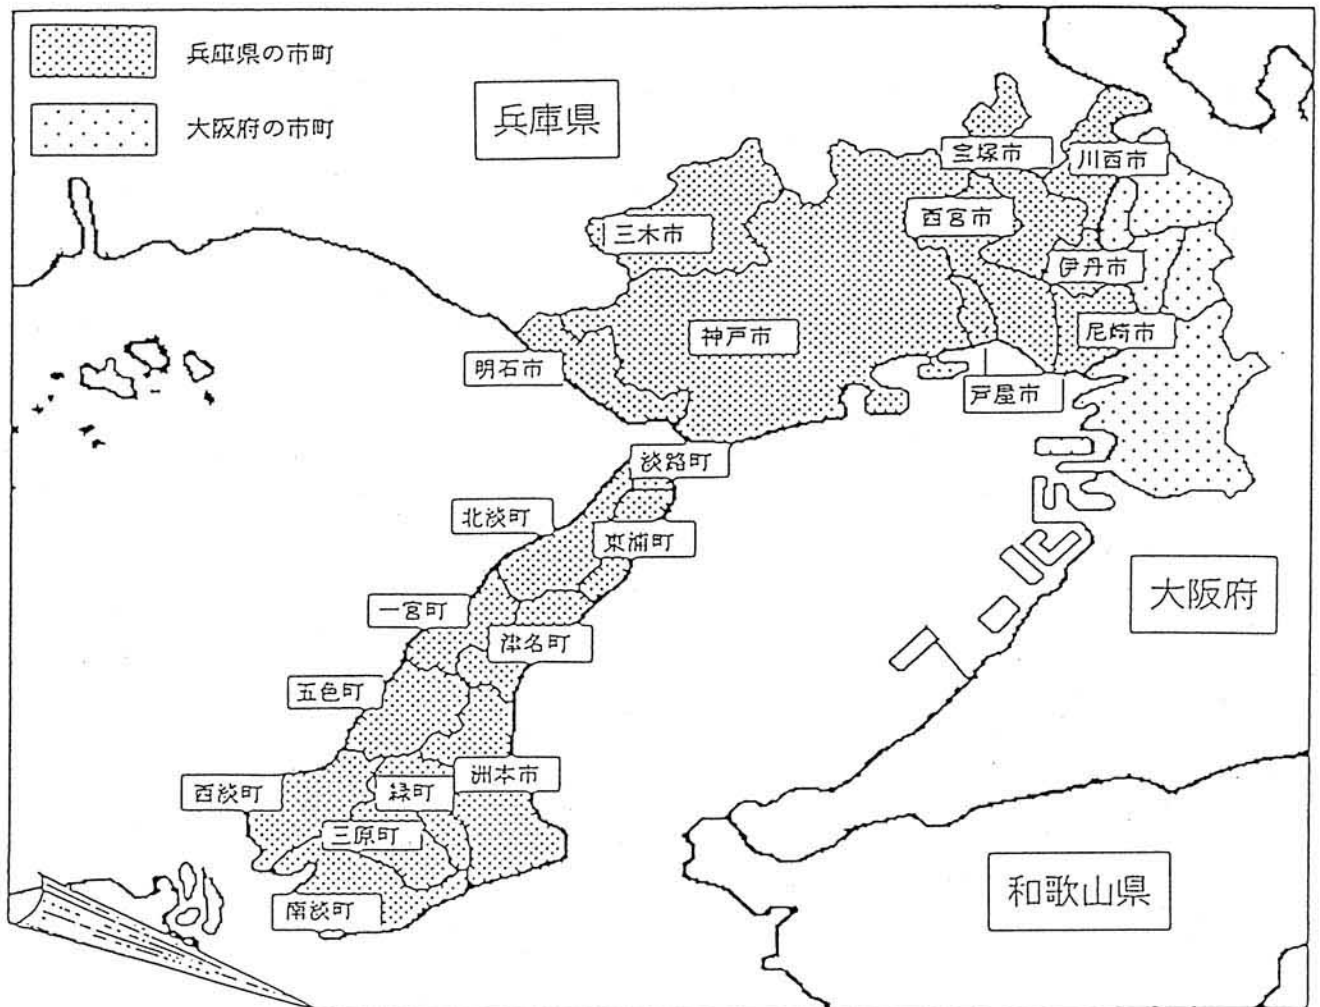 兵庫県の市町
大阪府の市町
兵庫県
宝塚市
川西市
三木市
西宮市
伊丹市
神戸市
尼崎市
明石市
芦屋市
淡路町
北淡町
東浦町
大阪府
一宮町
津名町
五色町
洲本市
西淡町
緑町
三原町
和歌山県
南淡町